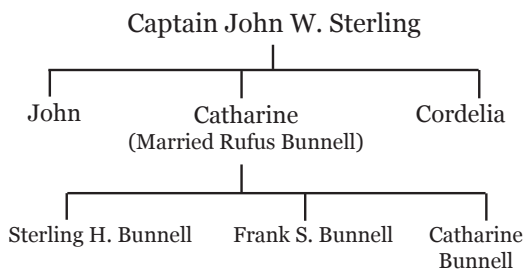 Captain John W. Sterling
John
Catharine
(Married Rufus Bunnell)
Cordelia
Sterling H. Bunnell
Frank S. Bunnell
Catharine
Bunnell